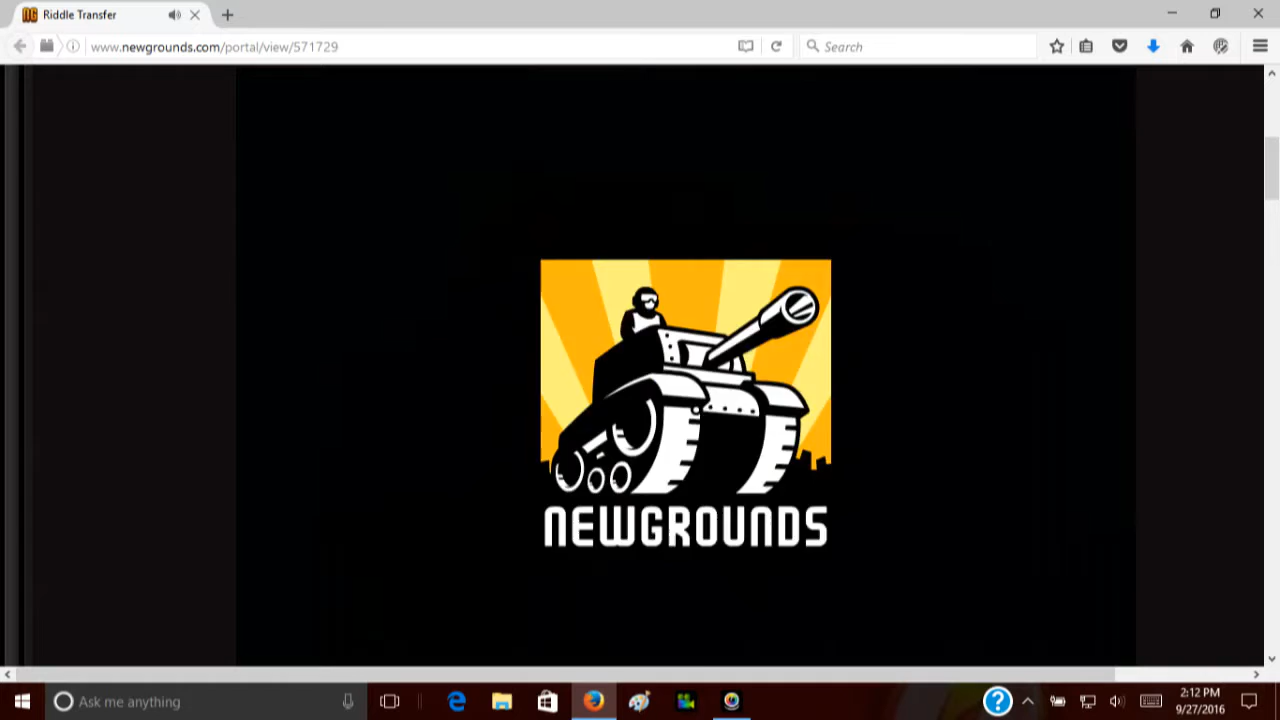 Riddle Transfer
www.newgrounds.com/portal/view/571729
Search
NEWGROUNDS
Ask me anything
2:12 PM
9/27/2016